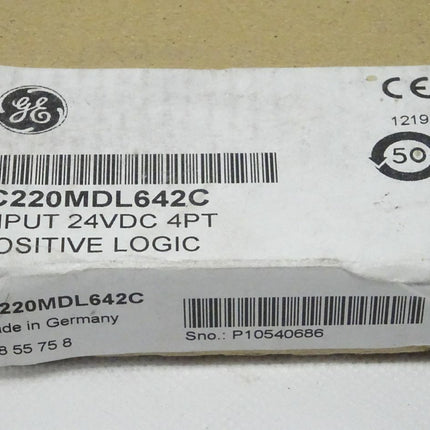 GE
CE
1219
50
C220MDL642C
NPUT 24VDC 4PT
OSITIVE LOGIC
220MDL642C
ade in Germany
8 55 75 8
Sno.: P10540686